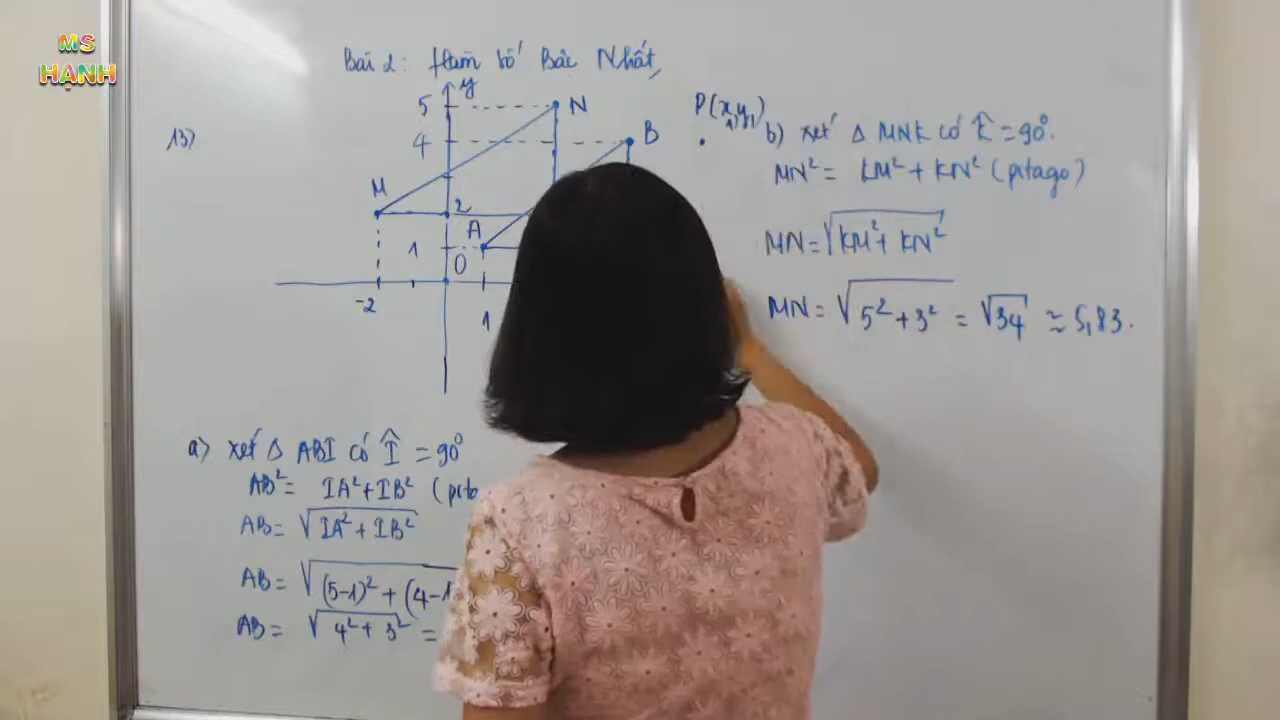 MS
HẠNH
Bài 2: Hàm số Bậc Nhất
13)
y
5
N
4
B
M
2
A
1
O
-2
1
P(x₁,y₁)
b) xét Δ MNK có K̂ = 90°.
MN² = KM² + KN² (pitago)
MN = √KM² + KN²
MN = √5² + 3² = √34 ≈ 5,83.
a) xét Δ ABI có Î = 90°
AB² = IA² + IB² (pita
AB = √IA² + IB²
AB = √(5-1)² + (4-1
AB = √4² + 3² =